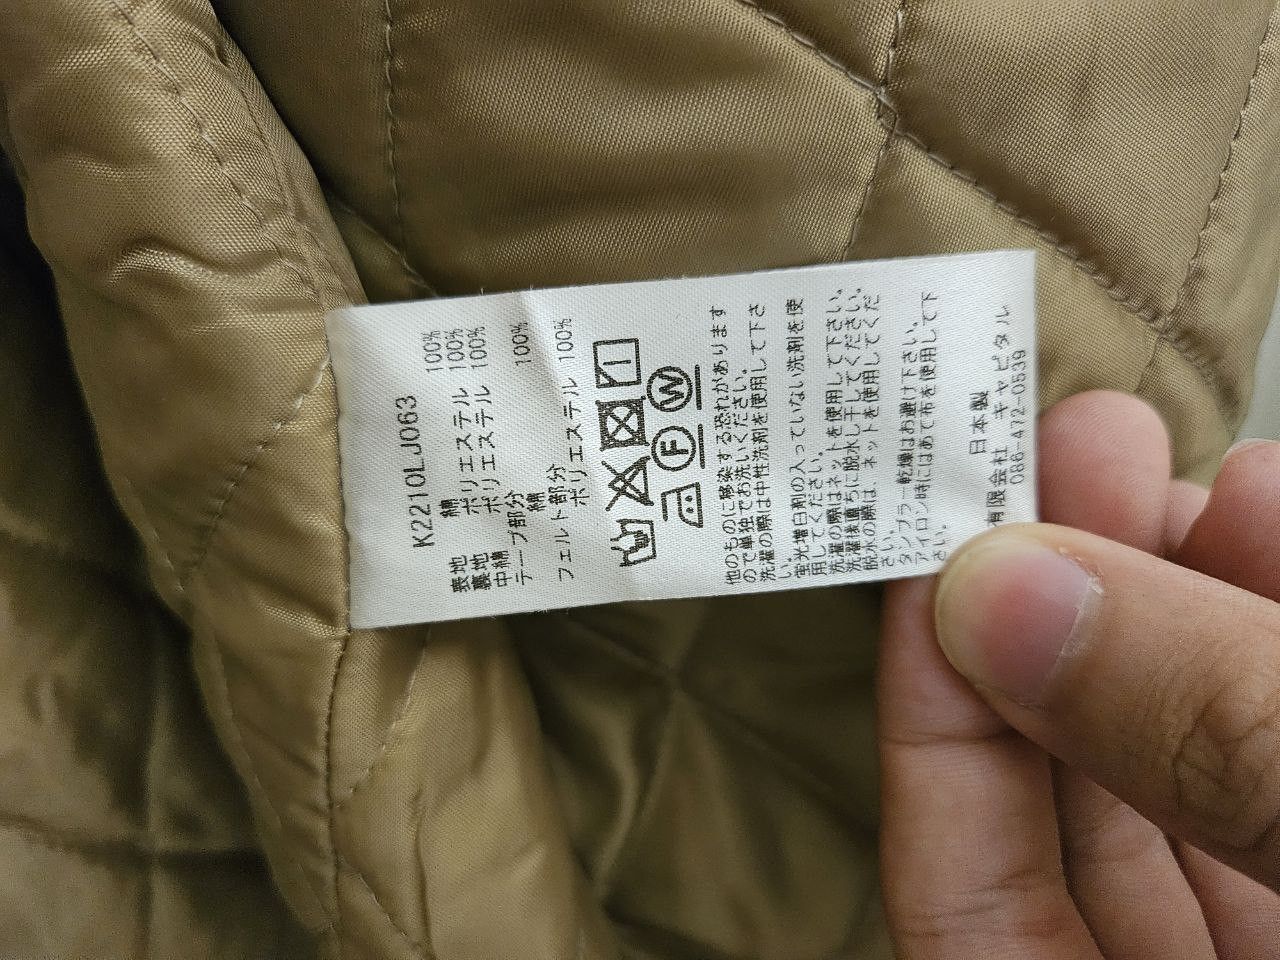 K2210LJ063
表地 綿 100%
裏地 ポリエステル 100%
中綿 ポリエステル 100%
テープ部分
綿 100%
フェルト部分
ポリエステル 100%
F W
他のものに移染する恐れがあります
ので単独でお洗いください。
洗濯の際は中性洗剤を使用して下さ
い。
蛍光増白剤の入っていない洗剤を使
用してください。
洗濯の際はネットを使用して下さい。
洗濯後直ちに脱水し干してください。
脱水の際は、ネットを使用してくだ
さい。
タンブラー乾燥はお避け下さい。
アイロン時にはあて布を使用して下
さい。
日本製
有限会社 キャピタル
086-472-0539